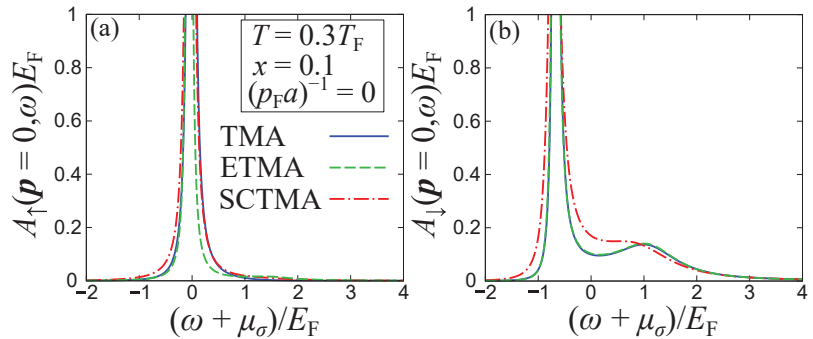 (a)
T = 0.3T_F
x = 0.1
(p_Fa)^{-1} = 0
TMA
ETMA
SCTMA
A_↑(p = 0,ω)E_F
1
0.8
0.6
0.4
0.2
0
−2 −1 0 1 2 3 4
(ω + μ_σ)/E_F
(b)
A_↓(p = 0,ω)E_F
1
0.8
0.6
0.4
0.2
0
−2 −1 0 1 2 3 4
(ω + μ_σ)/E_F